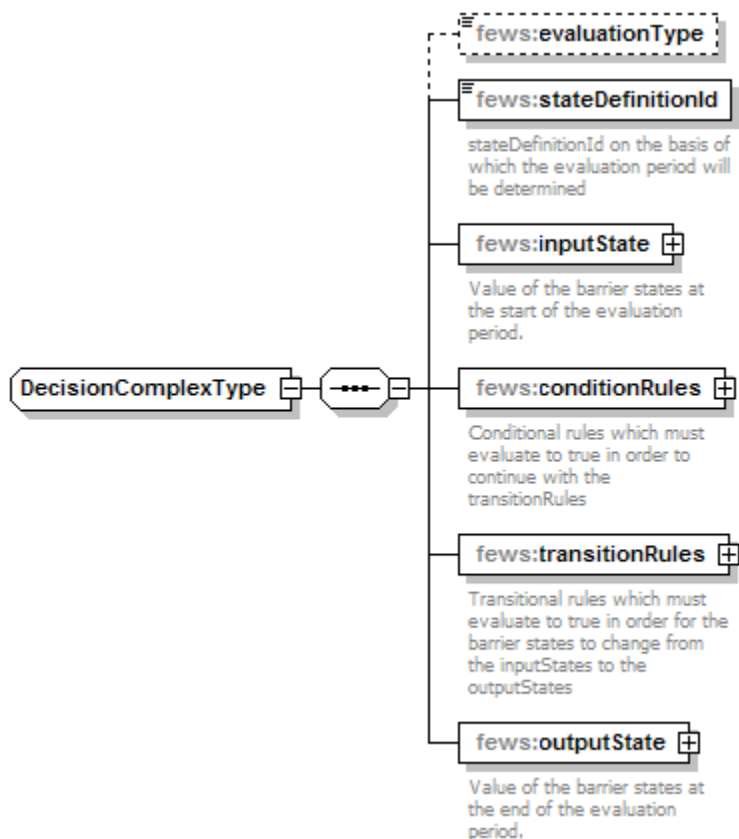 fews:evaluationType
fews:stateDefinitionId
stateDefinitionId on the basis of
which the evaluation period will
be determined
fews:inputState
Value of the barrier states at
the start of the evaluation
period.
DecisionComplexType
fews:conditionRules
Conditional rules which must
evaluate to true in order to
continue with the
transitionRules
fews:transitionRules
Transitional rules which must
evaluate to true in order for the
barrier states to change from
the inputStates to the
outputStates
fews:outputState
Value of the barrier states at
the end of the evaluation
period.